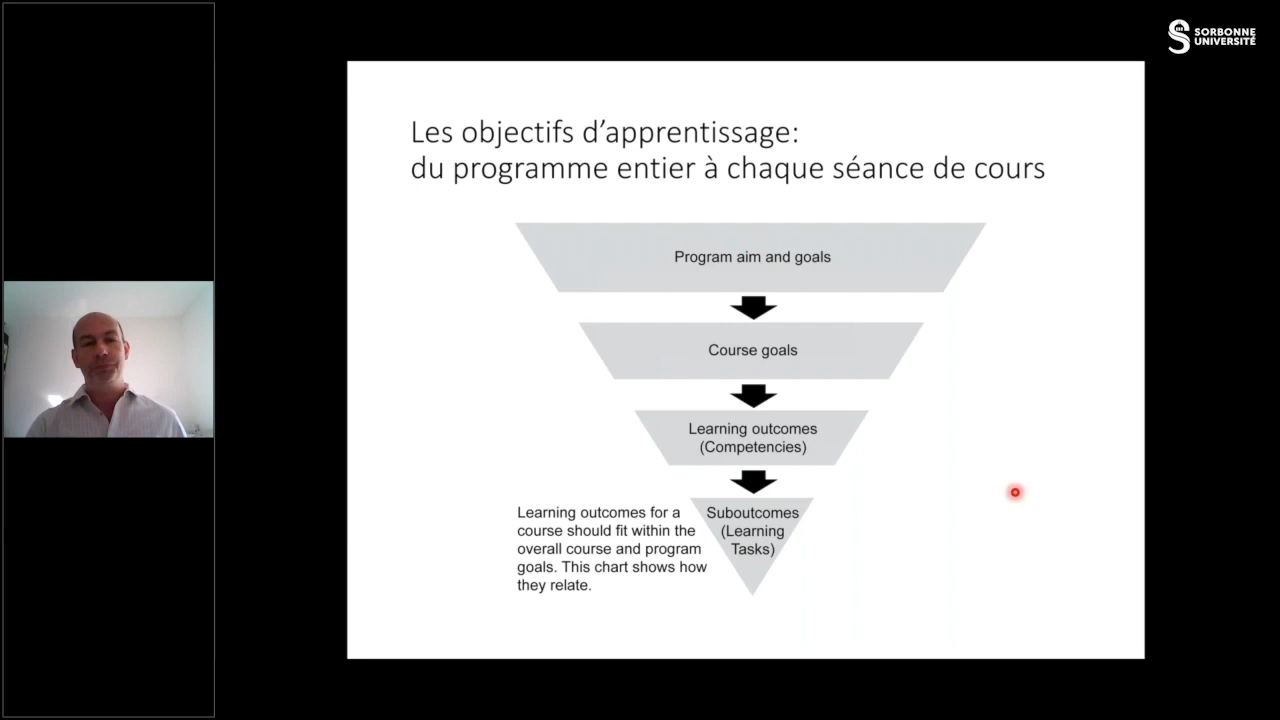 SORBONNE
UNIVERSITÉ
Les objectifs d’apprentissage:
du programme entier à chaque séance de cours
Program aim and goals
Course goals
Learning outcomes
(Competencies)
Suboutcomes
(Learning
Tasks)
Learning outcomes for a
course should fit within the
overall course and program
goals. This chart shows how
they relate.